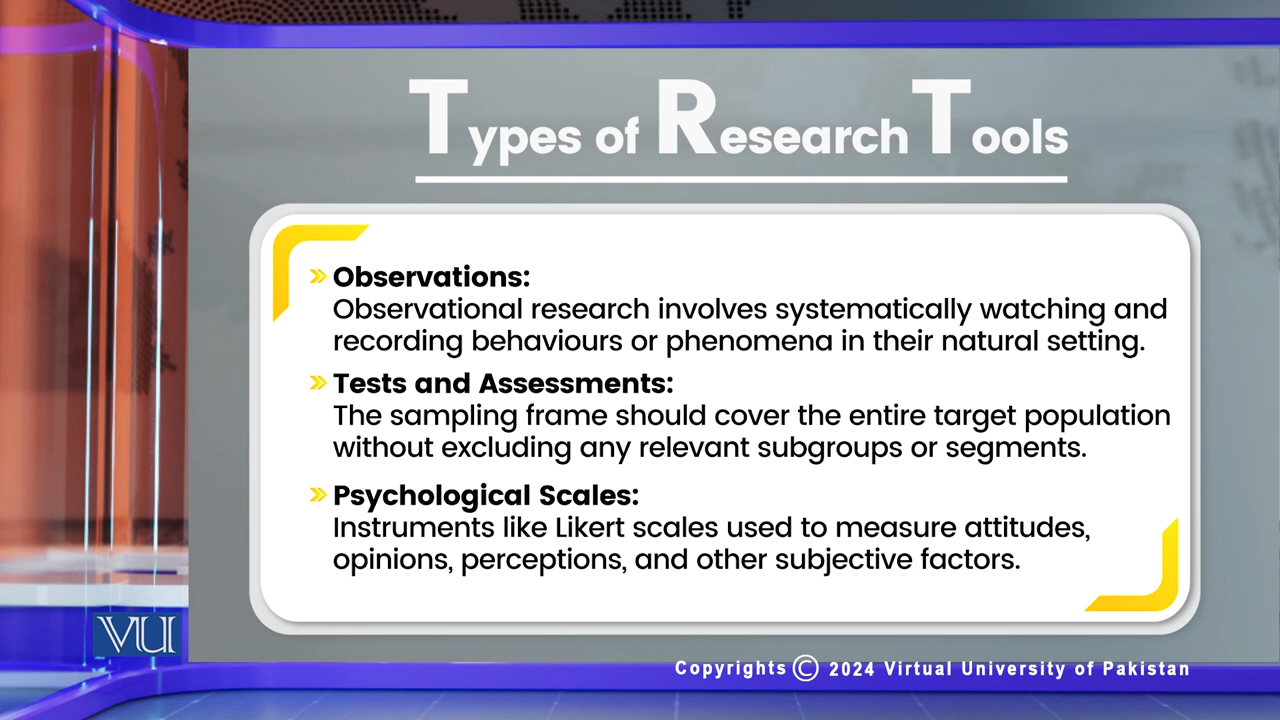 Types of Research Tools
Observations:
Observational research involves systematically watching and
recording behaviours or phenomena in their natural setting.
Tests and Assessments:
The sampling frame should cover the entire target population
without excluding any relevant subgroups or segments.
Psychological Scales:
Instruments like Likert scales used to measure attitudes,
opinions, perceptions, and other subjective factors.
VU
Copyrights © 2024 Virtual University of Pakistan